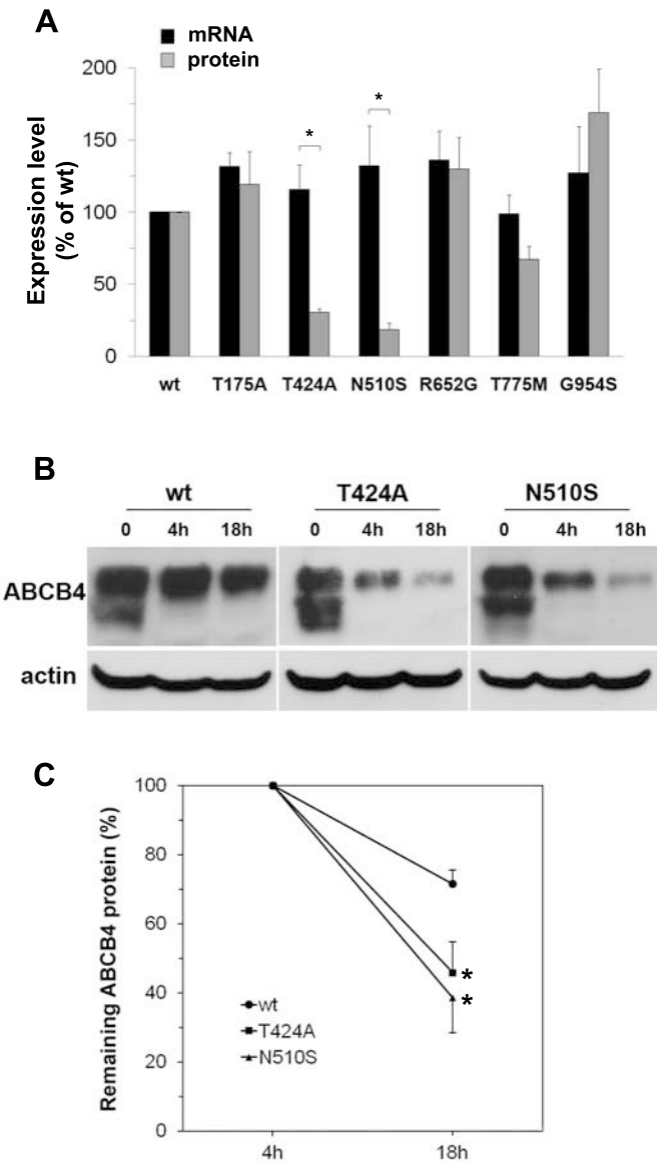 A
mRNA
protein
Expression level
(% of wt)
200
150
100
50
0
*
*
wt T175A T424A N510S R652G T775M G954S
B
wt T424A N510S
0 4h 18h 0 4h 18h 0 4h 18h
ABCB4
actin
C
Remaining ABCB4 protein (%)
100
80
60
40
20
0
*
*
wt
T424A
N510S
4h 18h